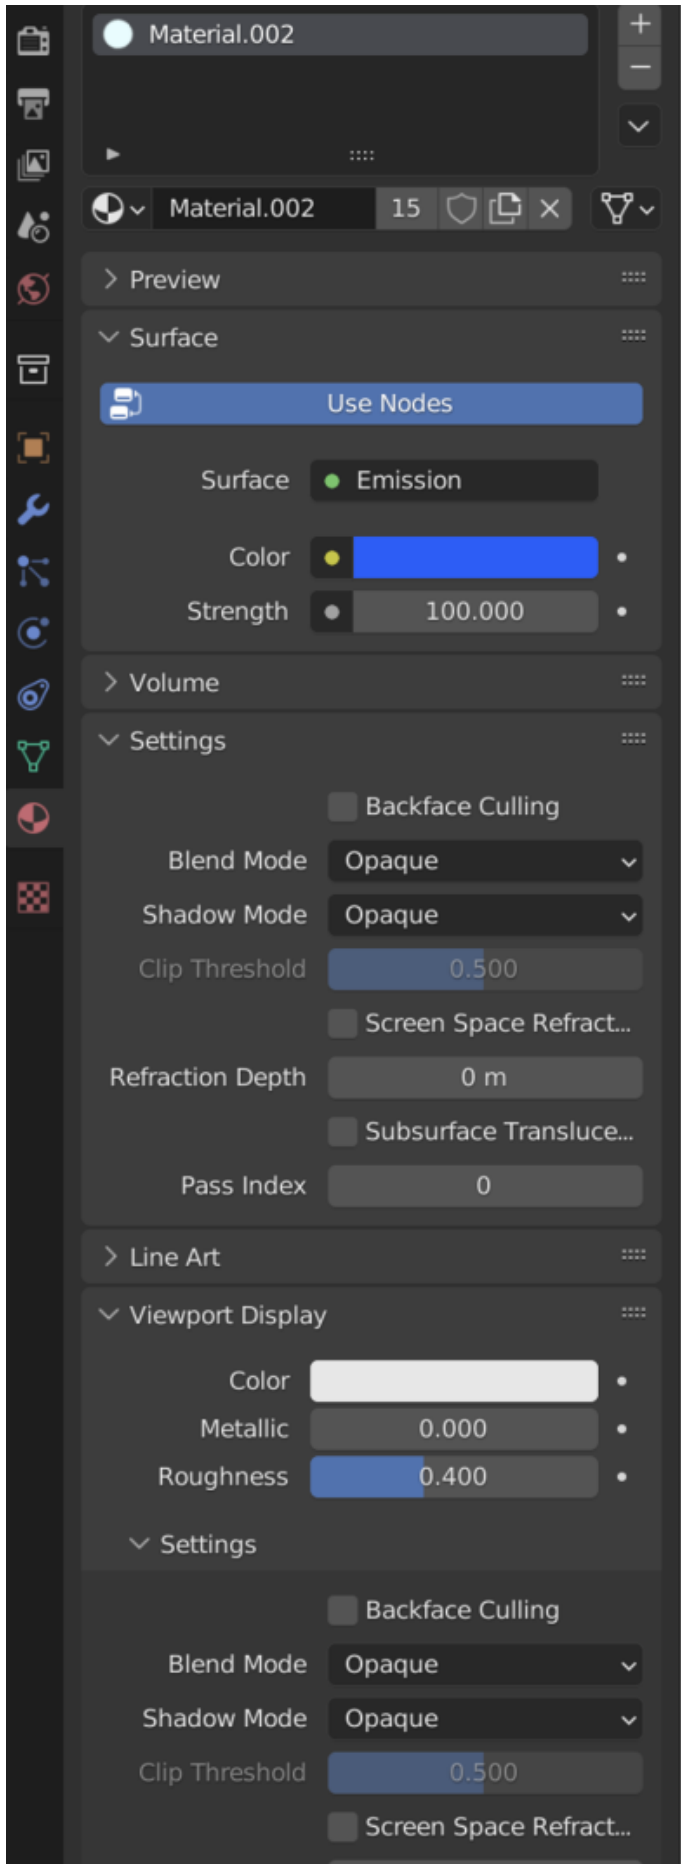 Material.002
Material.002 15
Preview
Surface
Use Nodes
Surface Emission
Color
Strength 100.000
Volume
Settings
Backface Culling
Blend Mode Opaque
Shadow Mode Opaque
Clip Threshold 0.500
Screen Space Refract...
Refraction Depth 0 m
Subsurface Transluce...
Pass Index 0
Line Art
Viewport Display
Color
Metallic 0.000
Roughness 0.400
Settings
Backface Culling
Blend Mode Opaque
Shadow Mode Opaque
Clip Threshold 0.500
Screen Space Refract...